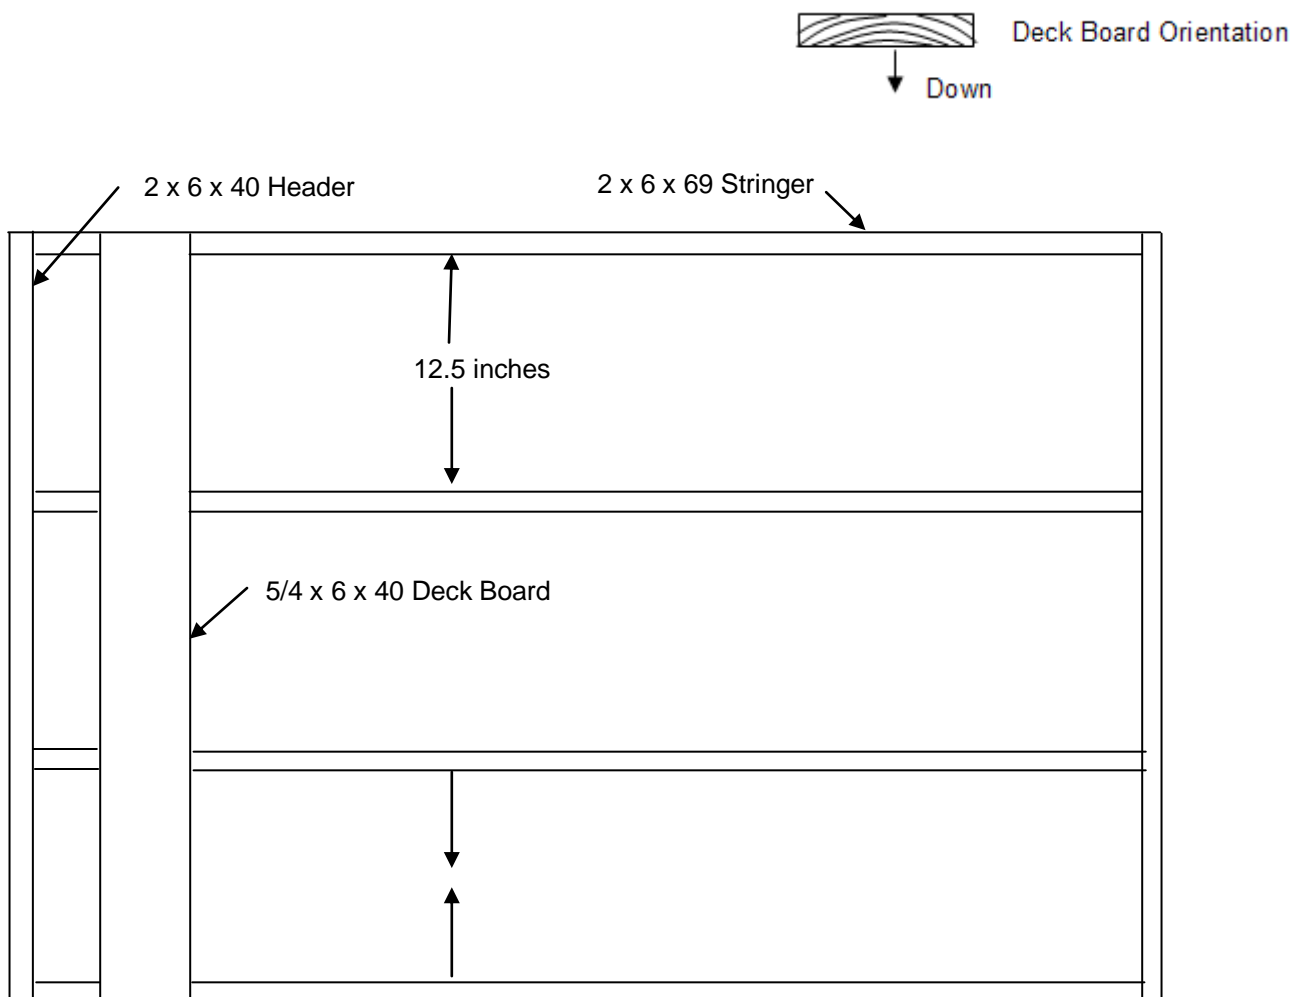 Deck Board Orientation
Down
2 x 6 x 40 Header
2 x 6 x 69 Stringer
12.5 inches
5/4 x 6 x 40 Deck Board